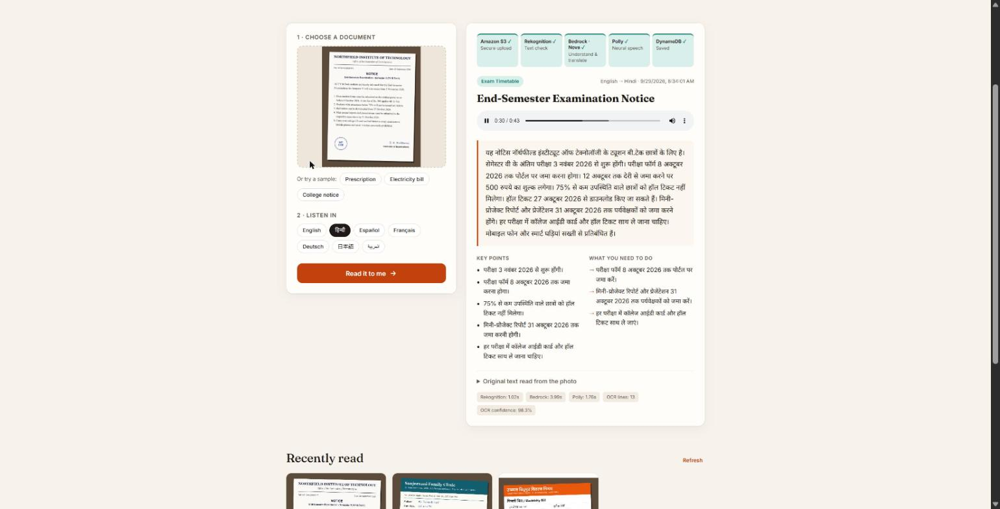 1 · CHOOSE A DOCUMENT
NORTHFIELD INSTITUTE OF TECHNOLOGY
NOTICE
Or try a sample:
Prescription
Electricity bill
College notice
2 · LISTEN IN
English
हिन्दी
Español
Français
Deutsch
日本語
العربية
Read it to me →
Amazon S3 ✓
Secure upload
Rekognition ✓
Text check
Bedrock ·
Nova ✓
Understand &
translate
Polly ✓
Neural speech
DynamoDB ✓
Saved
Exam Timetable
English → Hindi · 9/29/2026, 8:34:01 AM
End-Semester Examination Notice
0:30 / 0:43
यह नोटिस नॉर्थफील्ड इंस्टीट्यूट ऑफ टेक्नोलॉजी के ट्यूशन बी.टेक छात्रों के लिए है।
सेमेस्टर वी के अंतिम परीक्षा 3 नवंबर 2026 से शुरू होंगी। परीक्षा फॉर्म 8 अक्टूबर
2026 तक पोर्टल पर जमा करना होगा। 12 अक्टूबर तक देरी से जमा करने पर
500 रुपये का शुल्क लगेगा। 75% से कम उपस्थिति वाले छात्रों को हॉल टिकट नहीं
मिलेगा। हॉल टिकट 27 अक्टूबर 2026 से डाउनलोड किए जा सकते हैं। मिनी-
प्रोजेक्ट रिपोर्ट और प्रेजेंटेशन 31 अक्टूबर 2026 तक पर्यवेक्षकों को जमा करने
होंगे। हर परीक्षा में कॉलेज आईडी कार्ड और हॉल टिकट साथ ले जाना चाहिए।
मोबाइल फोन और स्मार्ट घड़ियां सख्ती से प्रतिबंधित हैं।
KEY POINTS
• परीक्षा 3 नवंबर 2026 से शुरू होंगी।
• परीक्षा फॉर्म 8 अक्टूबर 2026 तक जमा
करना होगा।
• 75% से कम उपस्थिति वाले छात्रों को हॉल
टिकट नहीं मिलेगा।
• मिनी-प्रोजेक्ट रिपोर्ट 31 अक्टूबर 2026 तक
जमा करनी होगी।
• हर परीक्षा में कॉलेज आईडी कार्ड और हॉल
टिकट साथ ले जाना चाहिए।
WHAT YOU NEED TO DO
→ परीक्षा फॉर्म 8 अक्टूबर 2026 तक पोर्टल पर
जमा करें।
→ मिनी-प्रोजेक्ट रिपोर्ट और प्रेजेंटेशन 31
अक्टूबर 2026 तक पर्यवेक्षकों को जमा करें।
→ हर परीक्षा में कॉलेज आईडी कार्ड और हॉल
टिकट साथ ले जाएं।
▶ Original text read from the photo
Rekognition: 1.02s
Bedrock: 3.99s
Polly: 1.76s
OCR lines: 13
OCR confidence: 98.3%
Recently read
Refresh
NORTHFIELD INSTITUTE OF TECHNOLOGY
NOTICE
Sanjeevani Family Clinic
बिजली बिल / Electricity Bill